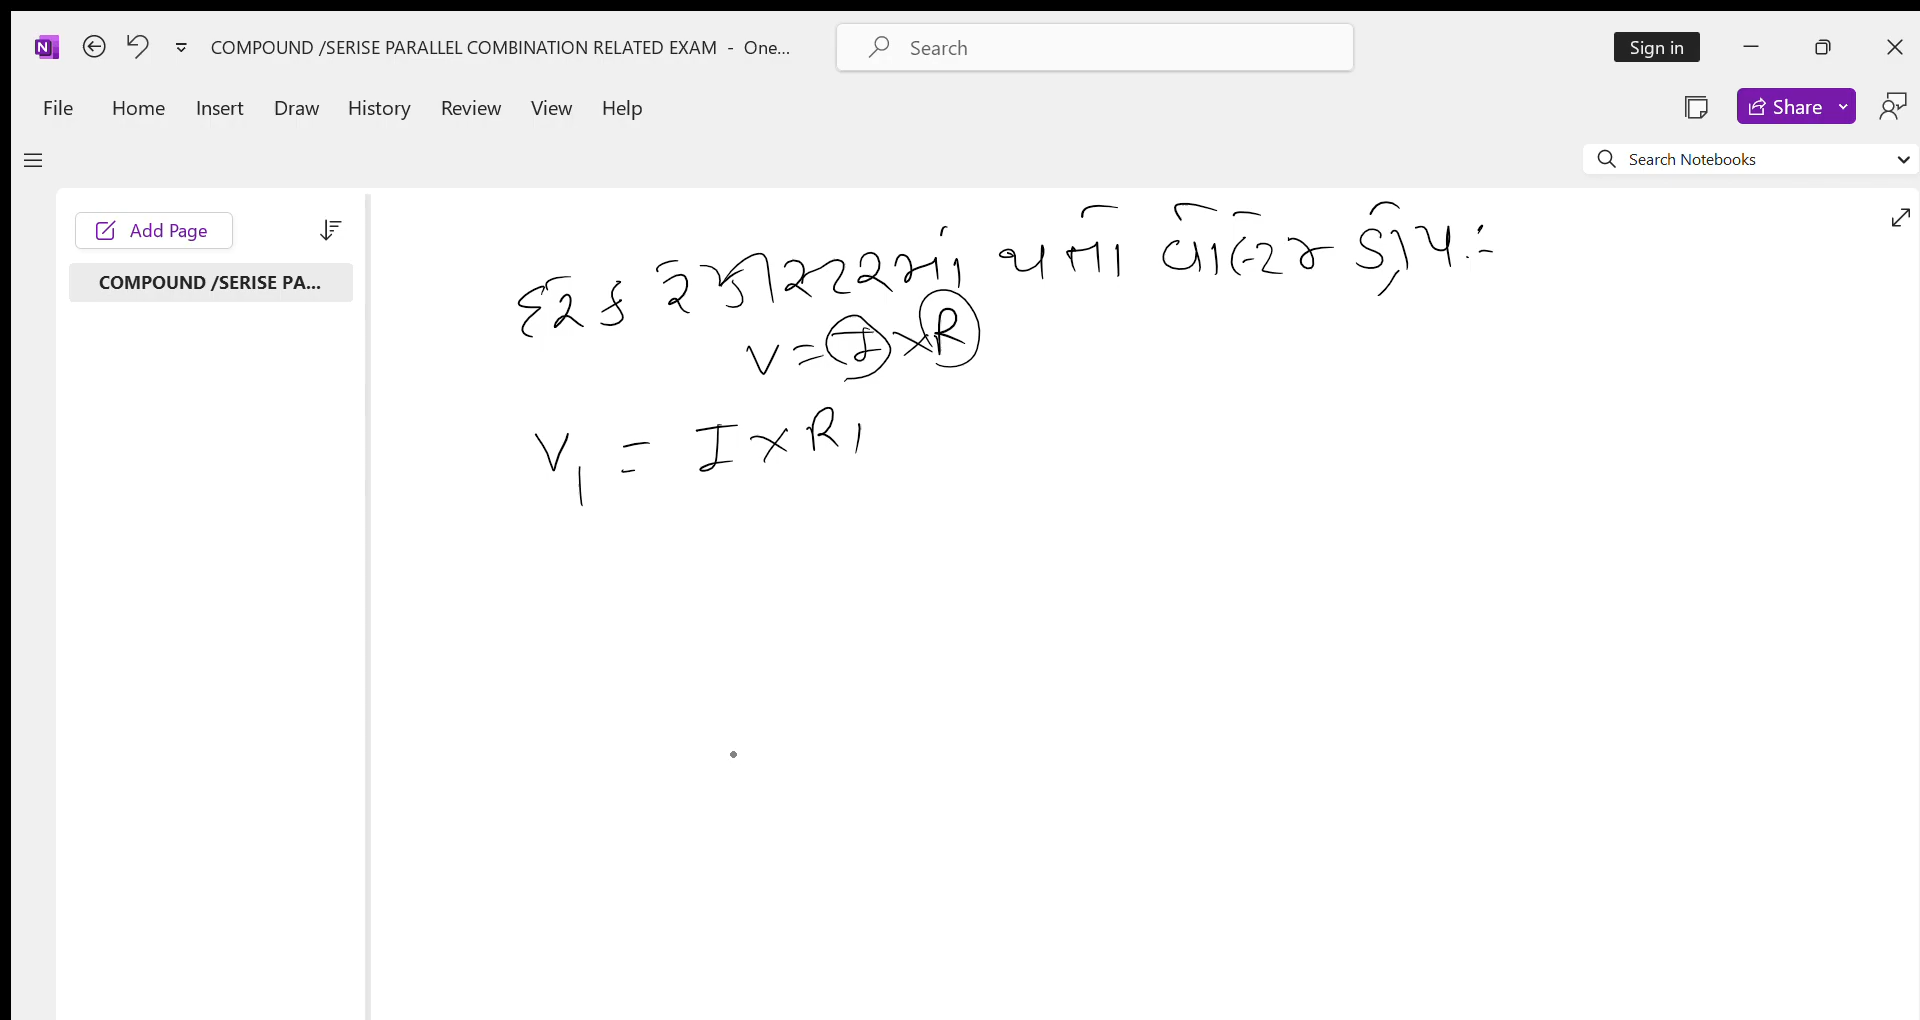 COMPOUND /SERISE PARALLEL COMBINATION RELATED EXAM - One...
Search
Sign in
File Home Insert Draw History Review View Help
Share
Search Notebooks
Add Page
COMPOUND /SERISE PA...
દરેક રેઝીસ્ટરમાં થતો વોલ્ટેજ ડ્રોપ :-
V = I × R
V₁ = I × R₁